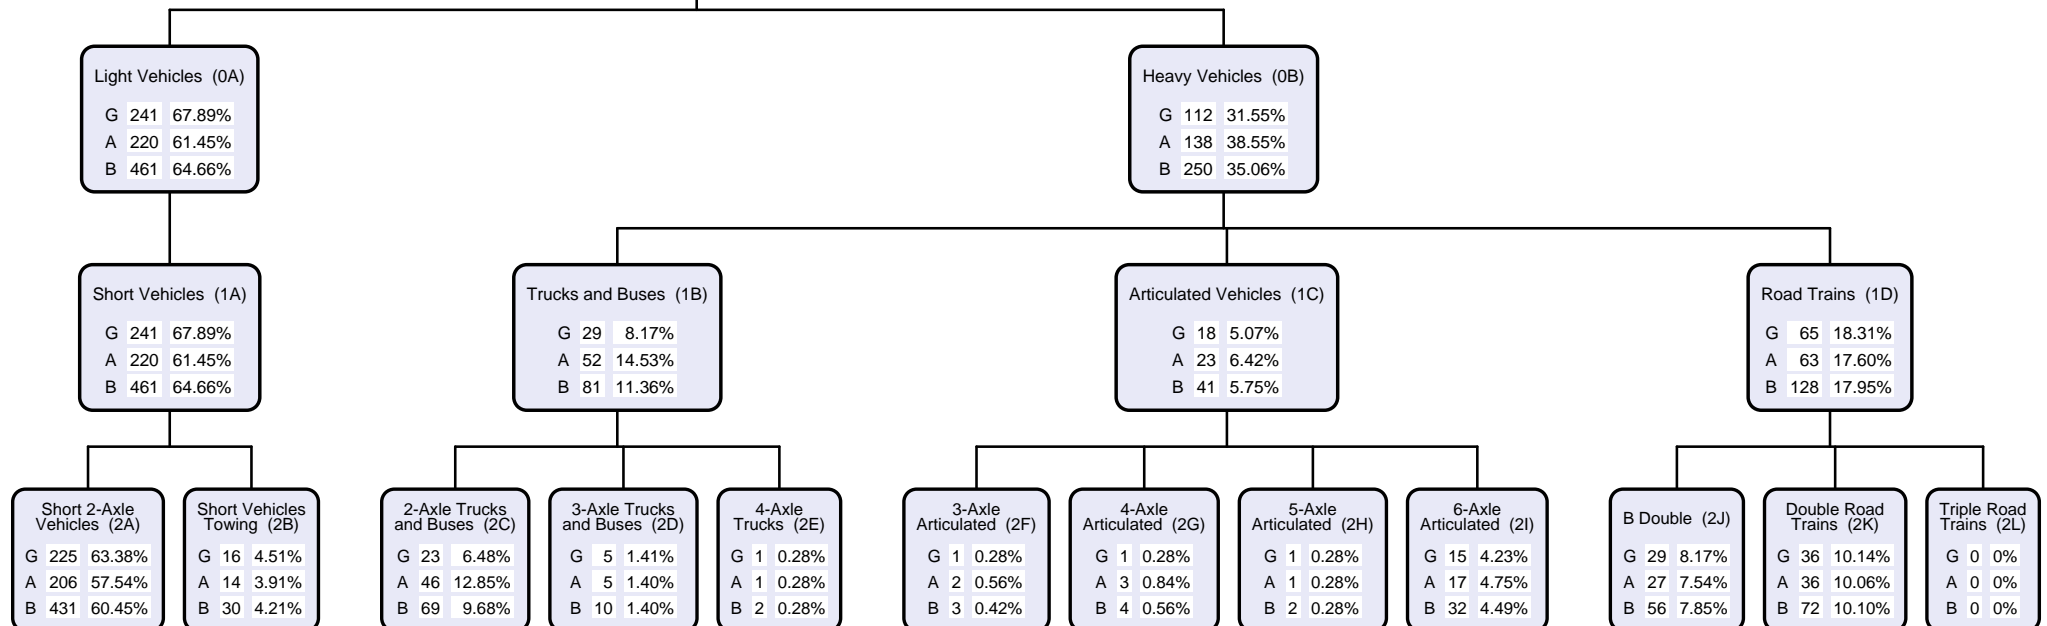 Light Vehicles (0A)
G 241 67.89%
A 220 61.45%
B 461 64.66%
Heavy Vehicles (0B)
G 112 31.55%
A 138 38.55%
B 250 35.06%
Short Vehicles (1A)
G 241 67.89%
A 220 61.45%
B 461 64.66%
Trucks and Buses (1B)
G 29 8.17%
A 52 14.53%
B 81 11.36%
Articulated Vehicles (1C)
G 18 5.07%
A 23 6.42%
B 41 5.75%
Road Trains (1D)
G 65 18.31%
A 63 17.60%
B 128 17.95%
Short 2-Axle
Vehicles (2A)
G 225 63.38%
A 206 57.54%
B 431 60.45%
Short Vehicles
Towing (2B)
G 16 4.51%
A 14 3.91%
B 30 4.21%
2-Axle Trucks
and Buses (2C)
G 23 6.48%
A 46 12.85%
B 69 9.68%
3-Axle Trucks
and Buses (2D)
G 5 1.41%
A 5 1.40%
B 10 1.40%
4-Axle
Trucks (2E)
G 1 0.28%
A 1 0.28%
B 2 0.28%
3-Axle
Articulated (2F)
G 1 0.28%
A 2 0.56%
B 3 0.42%
4-Axle
Articulated (2G)
G 1 0.28%
A 3 0.84%
B 4 0.56%
5-Axle
Articulated (2H)
G 1 0.28%
A 1 0.28%
B 2 0.28%
6-Axle
Articulated (2I)
G 15 4.23%
A 17 4.75%
B 32 4.49%
B Double (2J)
G 29 8.17%
A 27 7.54%
B 56 7.85%
Double Road
Trains (2K)
G 36 10.14%
A 36 10.06%
B 72 10.10%
Triple Road
Trains (2L)
G 0 0%
A 0 0%
B 0 0%